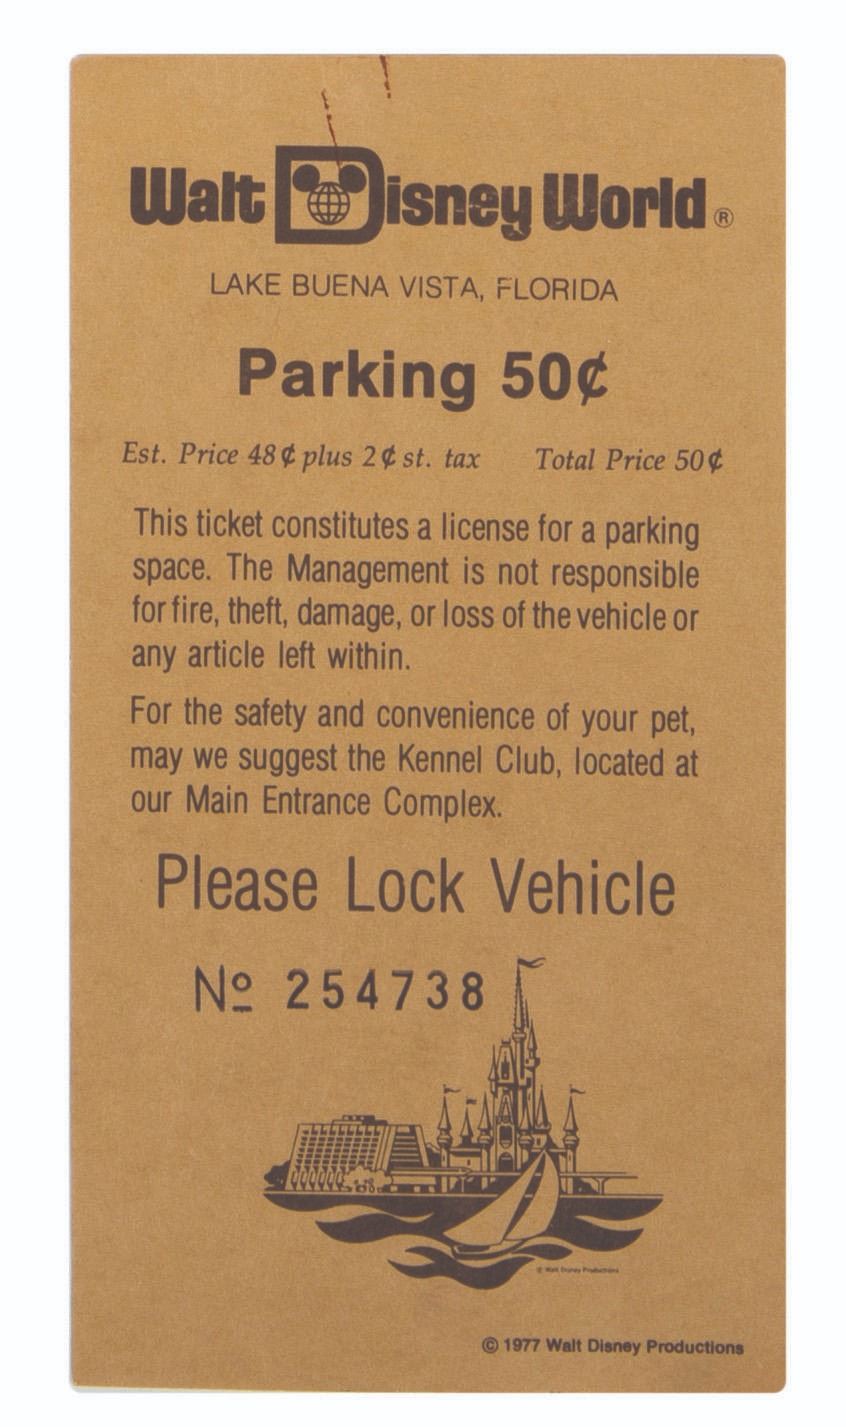 Walt Disney World ®
LAKE BUENA VISTA, FLORIDA
Parking 50¢
Est. Price 48¢ plus 2¢ st. tax Total Price 50¢
This ticket constitutes a license for a parking
space. The Management is not responsible
for fire, theft, damage, or loss of the vehicle or
any article left within.
For the safety and convenience of your pet,
may we suggest the Kennel Club, located at
our Main Entrance Complex.
Please Lock Vehicle
Nº 254738
© Walt Disney Productions
© 1977 Walt Disney Productions